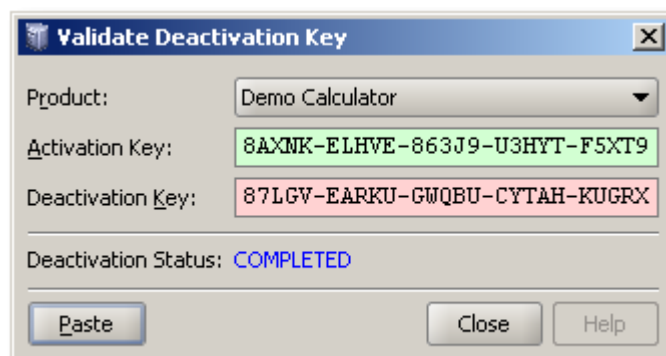 Validate Deactivation Key
Product: Demo Calculator
Activation Key: 8AXNK-ELHVE-863J9-U3HYT-F5XT9
Deactivation Key: 87LGV-EARKU-GWQBU-CYTAH-KUGRX
Deactivation Status: COMPLETED
Paste Close Help